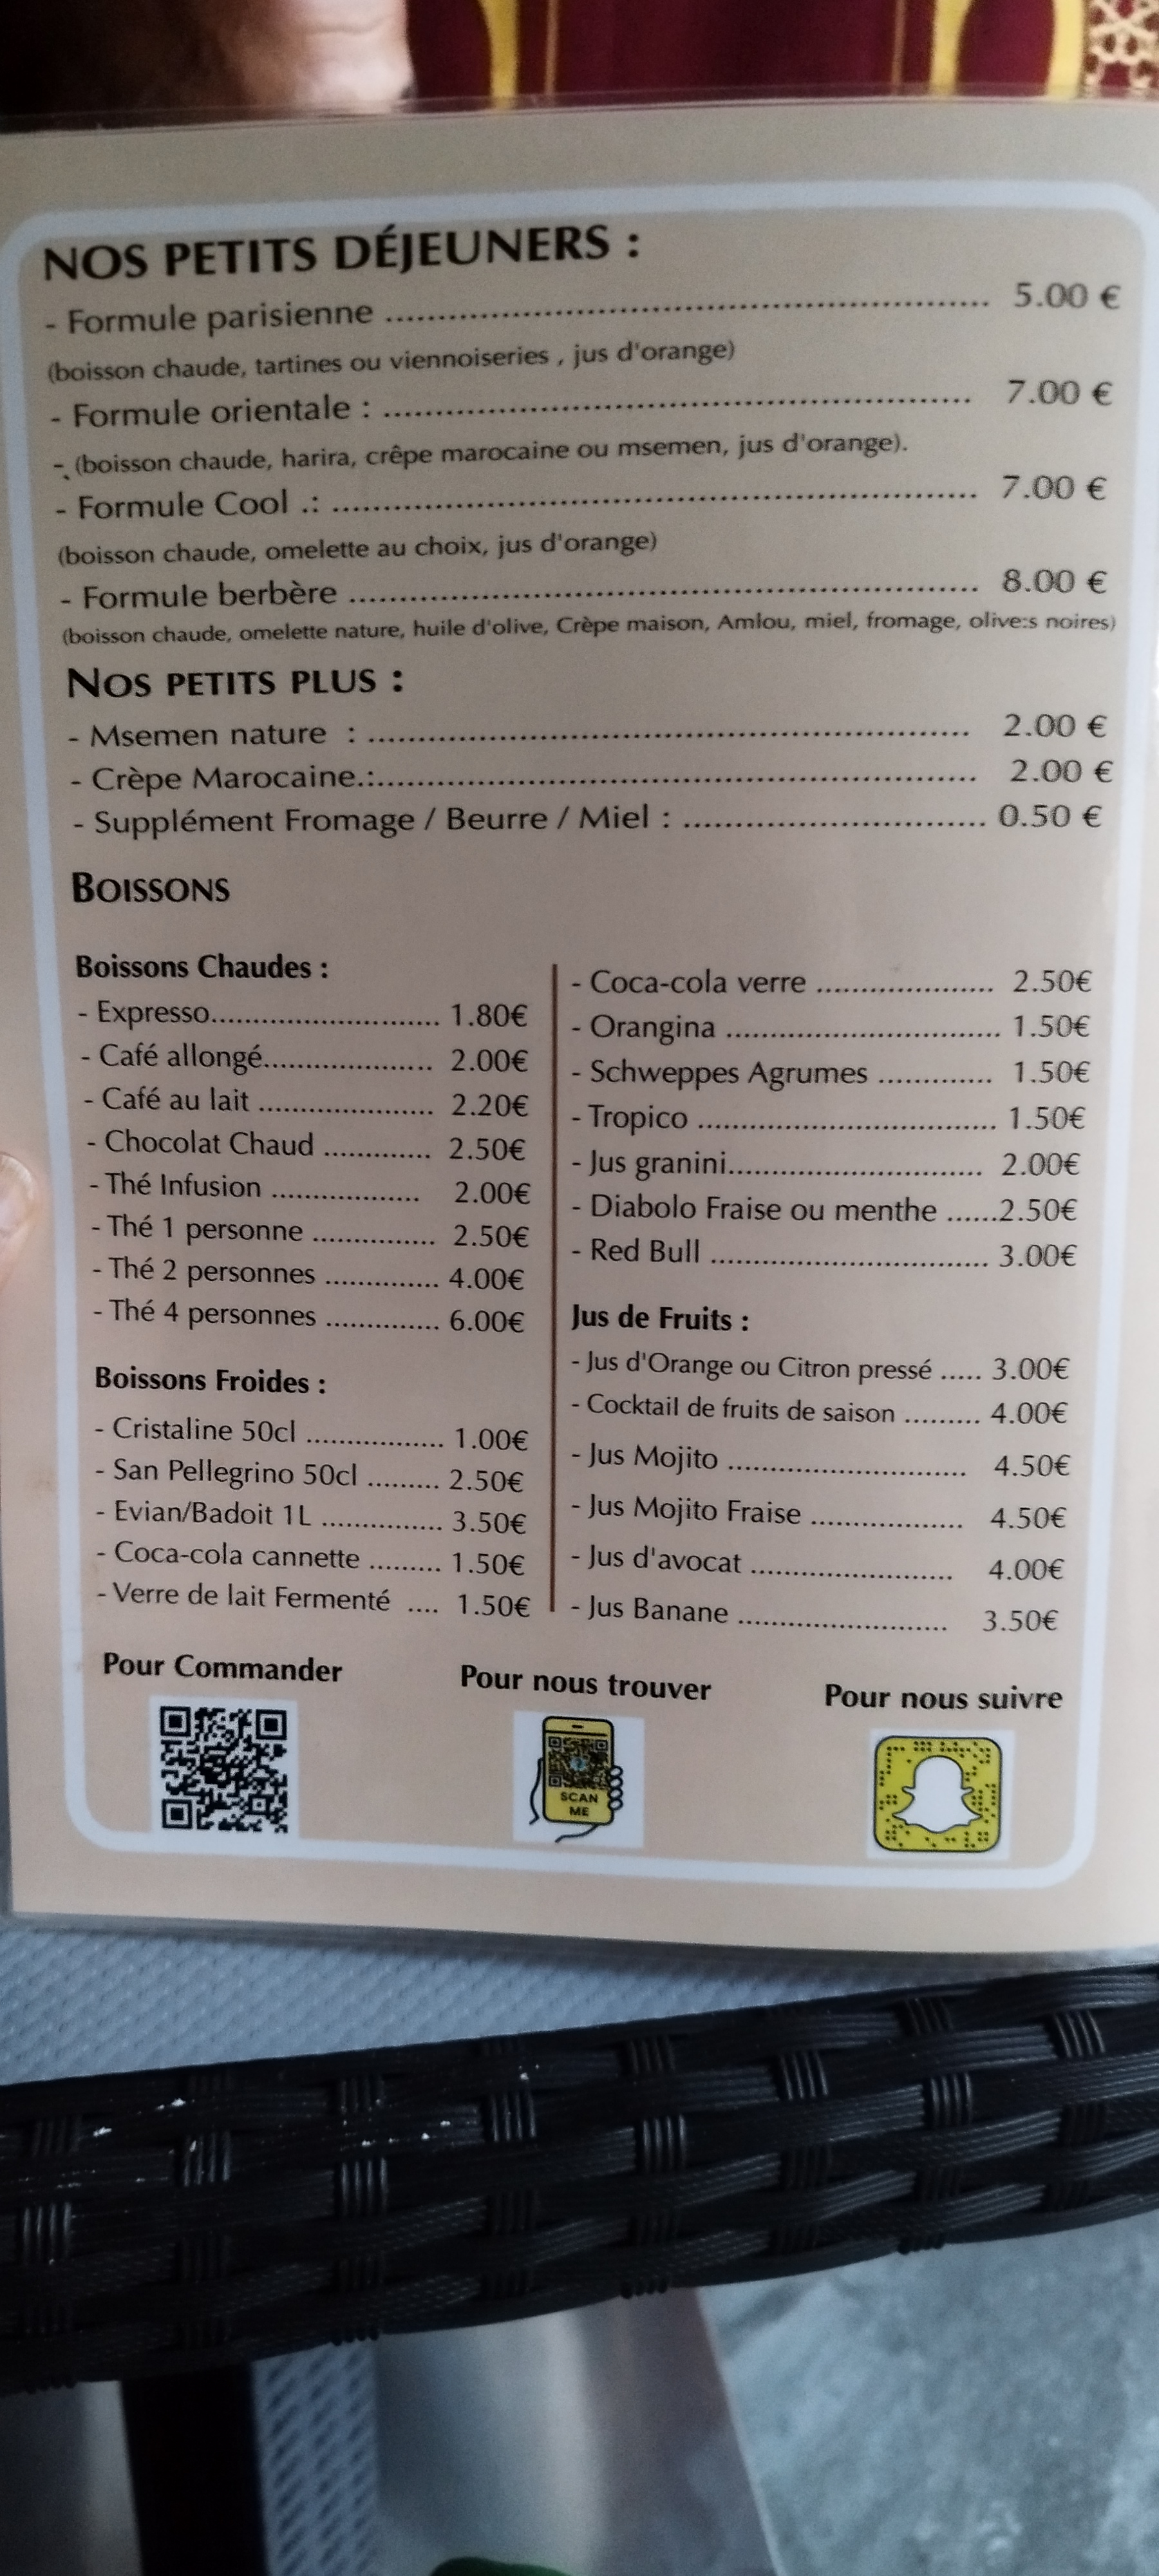 NOS PETITS DÉJEUNERS :
- Formule parisienne .......................................................... 5.00 €
(boisson chaude, tartines ou viennoiseries , jus d'orange)
- Formule orientale : ......................................................... 7.00 €
- (boisson chaude, harira, crêpe marocaine ou msemen, jus d'orange).
- Formule Cool .: .............................................................. 7.00 €
(boisson chaude, omelette au choix, jus d'orange)
- Formule berbère ............................................................. 8.00 €
(boisson chaude, omelette nature, huile d'olive, Crèpe maison, Amlou, miel, fromage, olive:s noires)
NOS PETITS PLUS :
- Msemen nature : .......................................................... 2.00 €
- Crèpe Marocaine.:.......................................................... 2.00 €
- Supplément Fromage / Beurre / Miel : ............................. 0.50 €
BOISSONS
Boissons Chaudes :
- Expresso........................... 1.80€
- Café allongé.................... 2.00€
- Café au lait ..................... 2.20€
- Chocolat Chaud ............. 2.50€
- Thé Infusion .................. 2.00€
- Thé 1 personne ............... 2.50€
- Thé 2 personnes .............. 4.00€
- Thé 4 personnes .............. 6.00€
Boissons Froides :
- Cristaline 50cl ................. 1.00€
- San Pellegrino 50cl ......... 2.50€
- Evian/Badoit 1L ............... 3.50€
- Coca-cola cannette ......... 1.50€
- Verre de lait Fermenté .... 1.50€
- Coca-cola verre ..................... 2.50€
- Orangina ................................. 1.50€
- Schweppes Agrumes ............. 1.50€
- Tropico .................................... 1.50€
- Jus granini.............................. 2.00€
- Diabolo Fraise ou menthe ......2.50€
- Red Bull ................................. 3.00€
Jus de Fruits :
- Jus d'Orange ou Citron pressé ..... 3.00€
- Cocktail de fruits de saison ......... 4.00€
- Jus Mojito ............................ 4.50€
- Jus Mojito Fraise .................. 4.50€
- Jus d'avocat ........................ 4.00€
- Jus Banane ......................... 3.50€
Pour Commander
Pour nous trouver
Pour nous suivre
SCAN
ME